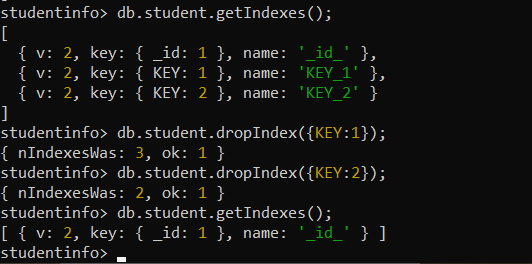 studentinfo> db.student.getIndexes();
[
  { v: 2, key: { _id: 1 }, name: '_id_' },
  { v: 2, key: { KEY: 1 }, name: 'KEY_1' },
  { v: 2, key: { KEY: 2 }, name: 'KEY_2' }
]
studentinfo> db.student.dropIndex({KEY:1});
{ nIndexesWas: 3, ok: 1 }
studentinfo> db.student.dropIndex({KEY:2});
{ nIndexesWas: 2, ok: 1 }
studentinfo> db.student.getIndexes();
[ { v: 2, key: { _id: 1 }, name: '_id_' } ]
studentinfo>